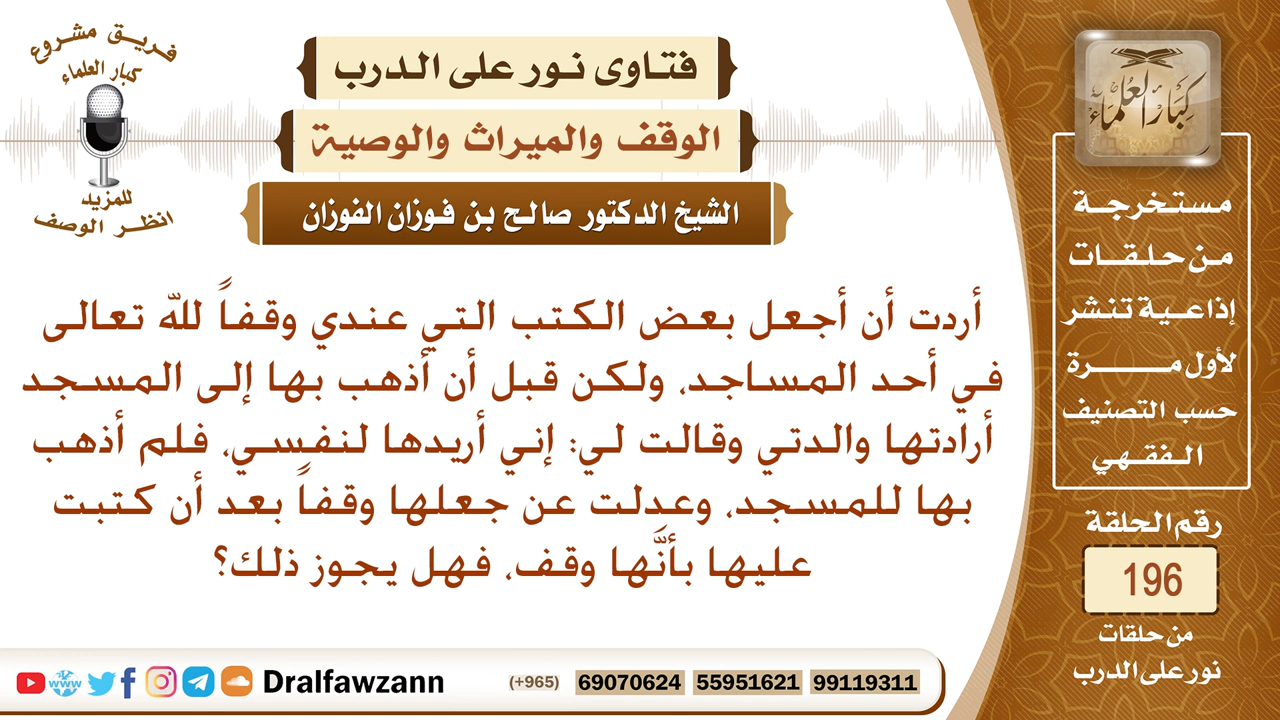 فريق مشروع
كبار العلماء
للمزيد
انظر الوصف
فتاوى نور على الدرب
الوقف والميراث والوصية
الشيخ الدكتور صالح بن فوزان الفوزان
أردت أن أجعل بعض الكتب التي عندي وقفاً لله تعالى
في أحد المساجد، ولكن قبل أن أذهب بها إلى المسجد
أرادتها والدتي وقالت لي: إني أريدها لنفسي، فلم أذهب
بها للمسجد، وعدلت عن جعلها وقفاً بعد أن كتبت
عليها بأنَّها وقف، فهل يجوز ذلك؟
كِبَار العُلَمَاء
مستخرجة
من حلقات
إذاعية تنشر
لأول مرة
حسب التصنيف
الفقهي
رقم الحلقة
196
من حلقات
نور على الدرب
www Dralfawzann (+965) 69070624 55951621 99119311